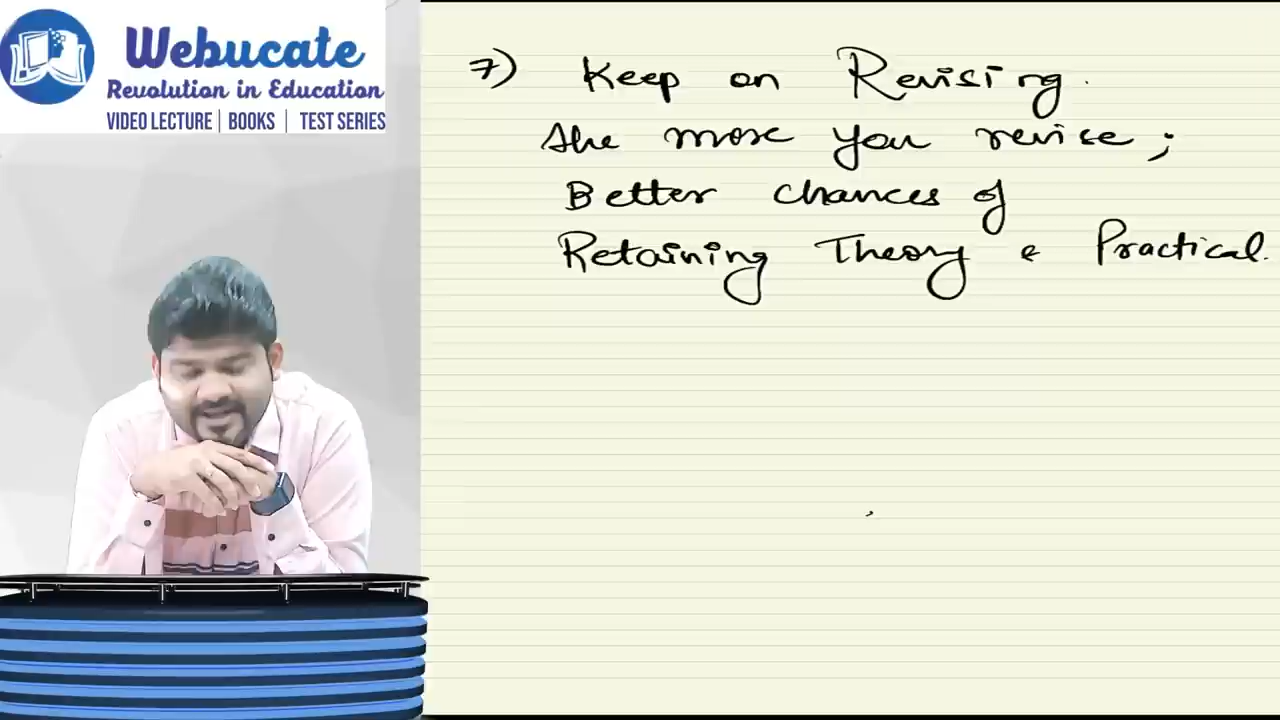 Webucate
Revolution in Education
VIDEO LECTURE | BOOKS | TEST SERIES
7) Keep on Revising.
The more you revise;
Better chances of
Retaining Theory & Practical.